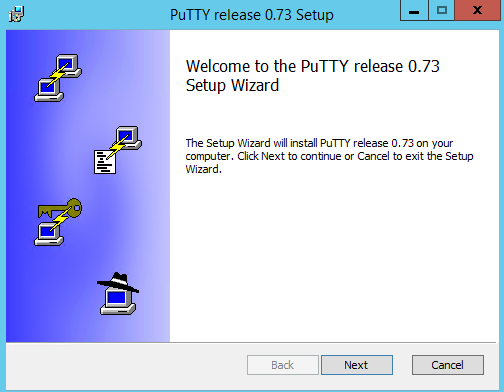 PuTTY release 0.73 Setup
Welcome to the PuTTY release 0.73
Setup Wizard
The Setup Wizard will install PuTTY release 0.73 on your
computer. Click Next to continue or Cancel to exit the Setup
Wizard.
Back
Next
Cancel